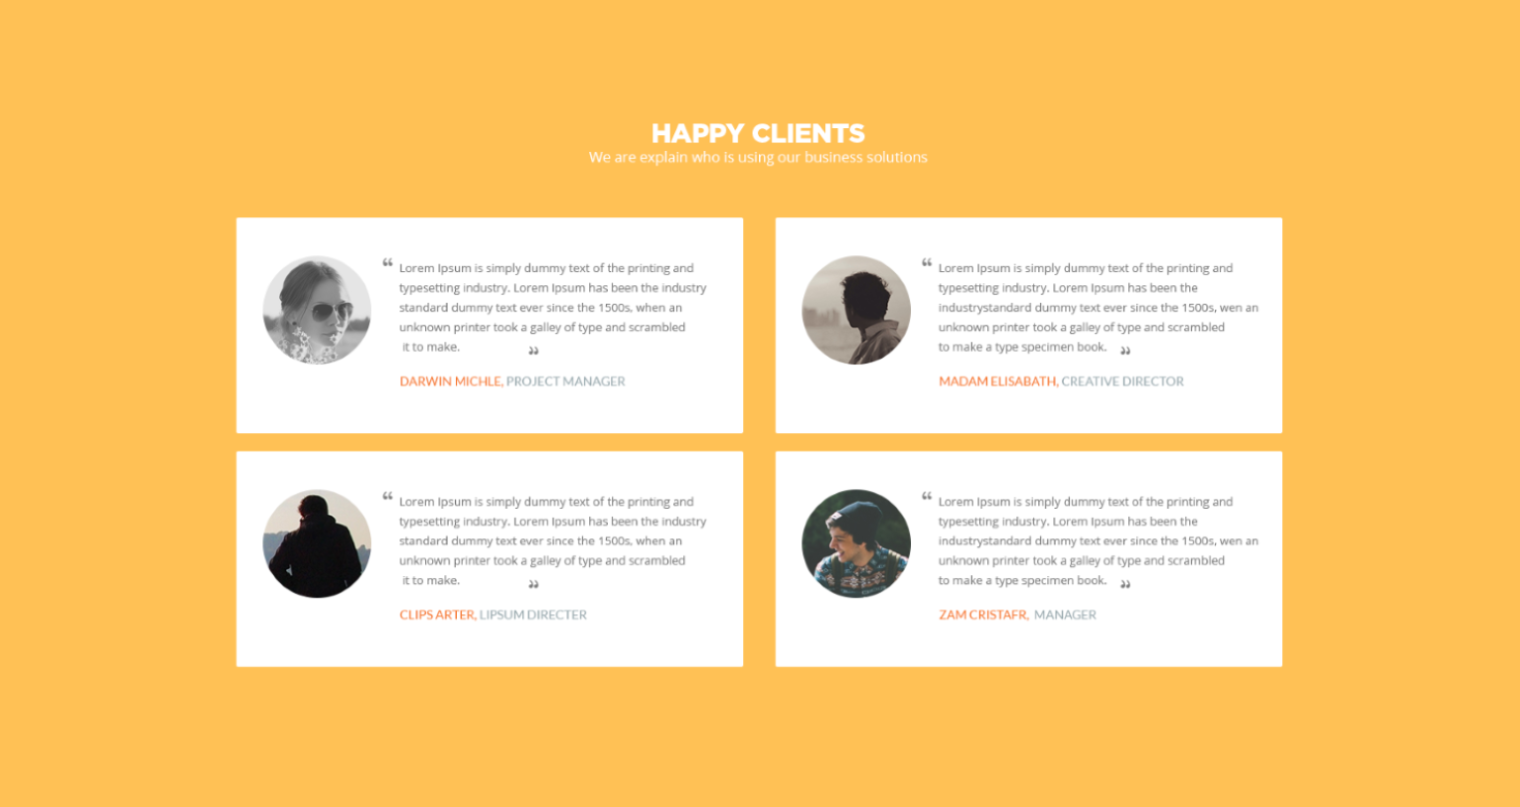 HAPPY CLIENTS
We are explain who is using our business solutions
“ Lorem Ipsum is simply dummy text of the printing and
typesetting industry. Lorem Ipsum has been the industry
standard dummy text ever since the 1500s, when an
unknown printer took a galley of type and scrambled
it to make. ”
DARWIN MICHLE, PROJECT MANAGER
“ Lorem Ipsum is simply dummy text of the printing and
typesetting industry. Lorem Ipsum has been the
industrystandard dummy text ever since the 1500s, wen an
unknown printer took a galley of type and scrambled
to make a type specimen book. ”
MADAM ELISABATH, CREATIVE DIRECTOR
“ Lorem Ipsum is simply dummy text of the printing and
typesetting industry. Lorem Ipsum has been the industry
standard dummy text ever since the 1500s, when an
unknown printer took a galley of type and scrambled
it to make. ”
CLIPS ARTER, LIPSUM DIRECTER
“ Lorem Ipsum is simply dummy text of the printing and
typesetting industry. Lorem Ipsum has been the
industrystandard dummy text ever since the 1500s, wen an
unknown printer took a galley of type and scrambled
to make a type specimen book. ”
ZAM CRISTAFR, MANAGER